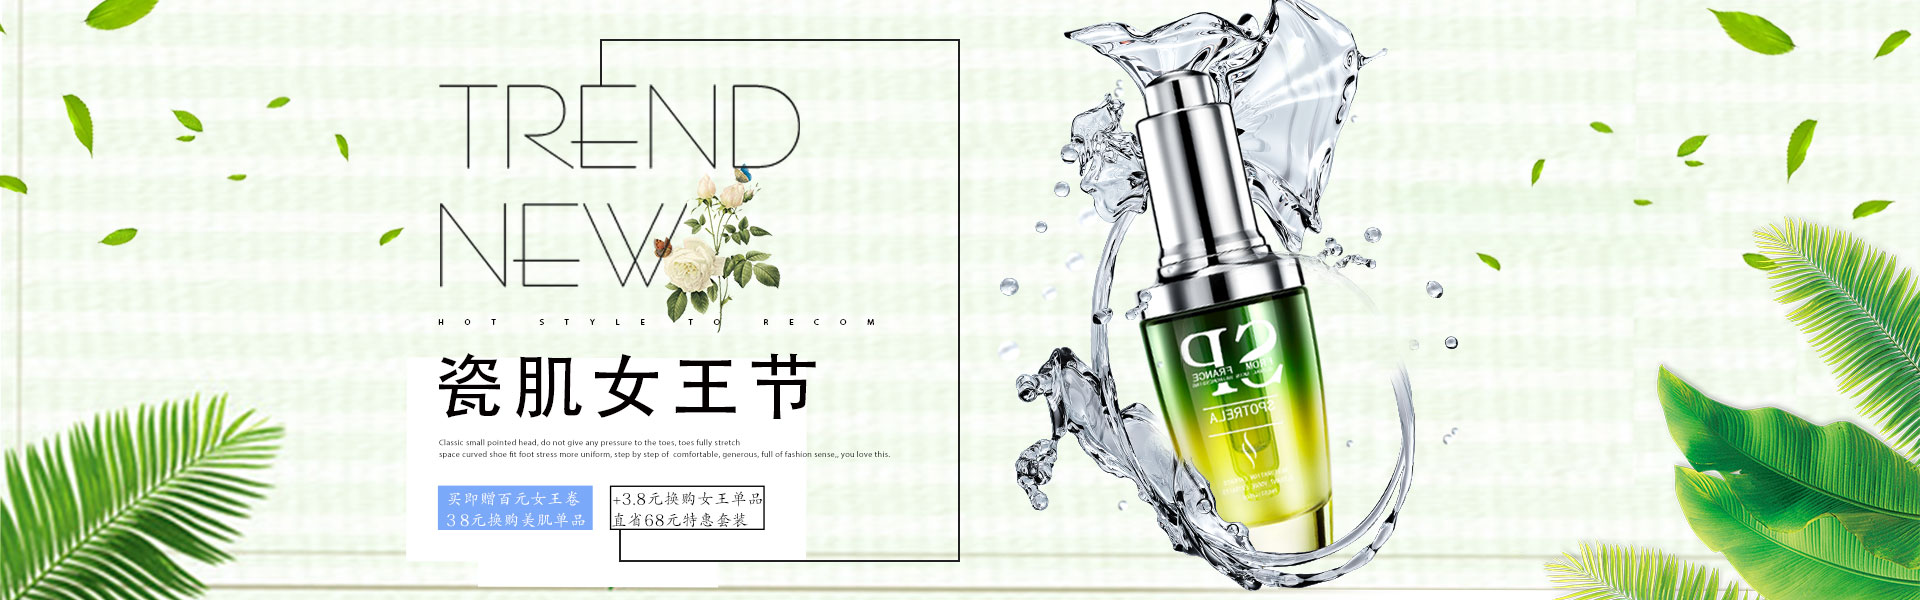 TREND
NEW
HOT STYLE TO RECOM
瓷肌女王节
Classic small pointed head, do not give any pressure to the toes, toes fully stretch
space curved shoe fit foot stress more uniform, step by step of comfortable, generous, full of fashion sense,, you love this.
买即赠百元女王卷
38元换购美肌单品
+3.8元换购女王单品
直省68元特惠套装
CP
FRANCE
SPOTRELA